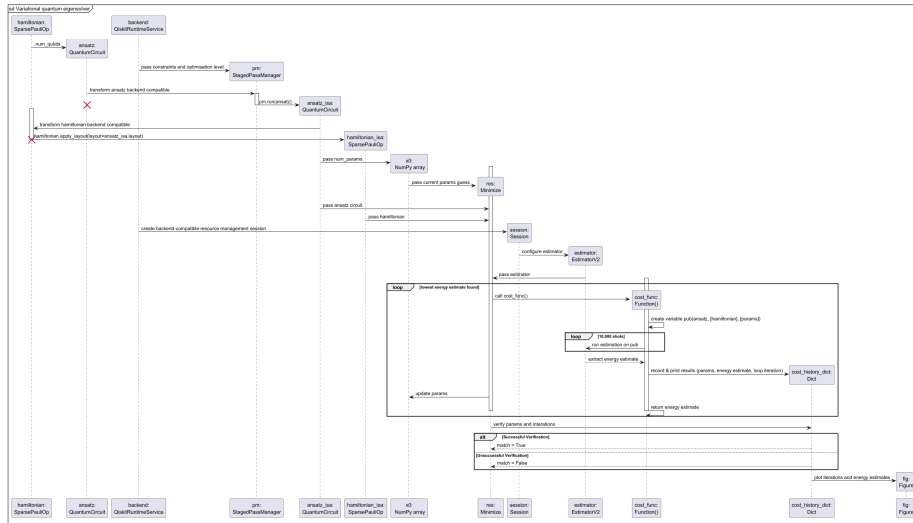 sd Variational quantum eigensolver
hamiltonian:
SparsePauliOp
backend:
QiskitRuntimeService
num_qubits
ansatz:
QuantumCircuit
pass constraints and optimisation level
pm:
StagedPassManager
transform ansatz backend compatible
pm.run(ansatz)
ansatz_isa:
QuantumCircuit
transform hamiltonian backend compatible
hamiltonian.apply_layout(layout=ansatz_isa.layout)
hamiltonian_isa:
SparsePauliOp
pass num_params
x0:
NumPy array
pass current params guess
res:
Minimize
pass ansatz circuit
pass hamiltonian
create backend-compatible resource management session
session:
Session
configure estimator
estimator:
EstimatorV2
pass estimator
loop [lowest energy estimate found]
call cost_func()
cost_func:
Function()
create variable pub(ansatz, [hamiltonian], [params])
loop [10,000 shots]
run estimation on pub
extract energy estimate
record & print results (params, energy estimate, loop iteration)
cost_history_dict:
Dict
update params
return energy estimate
verify params and interations
alt [Successful Verification]
match = True
[Unsuccessful Verification]
match = False
plot iterations and energy estimates
fig:
Figure
hamiltonian:
SparsePauliOp
ansatz:
QuantumCircuit
backend:
QiskitRuntimeService
pm:
StagedPassManager
ansatz_isa:
QuantumCircuit
hamiltonian_isa:
SparsePauliOp
x0:
NumPy array
res:
Minimize
session:
Session
estimator:
EstimatorV2
cost_func:
Function()
cost_history_dict:
Dict
fig:
Figure